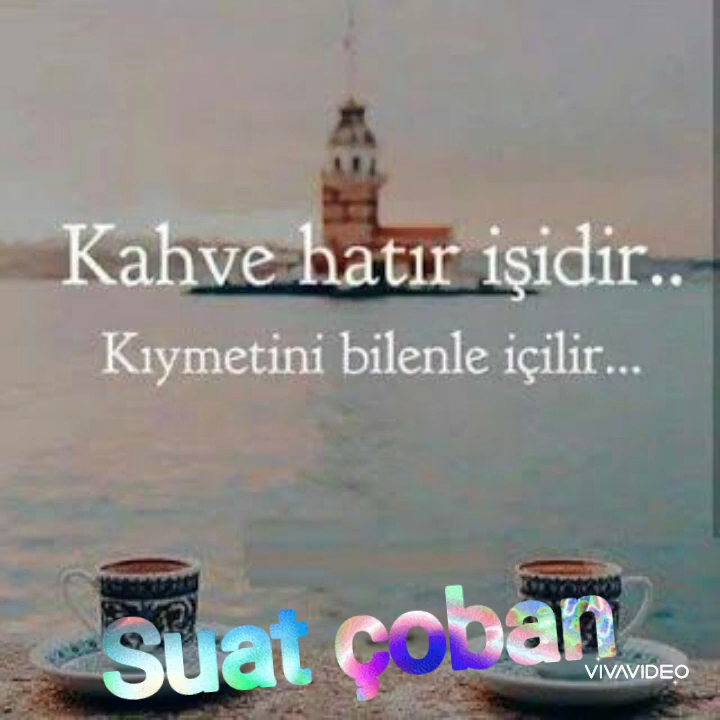 Kahve hatır işidir..
Kıymetini bilenle içilir...
Suat çoban
VIVAVIDEO